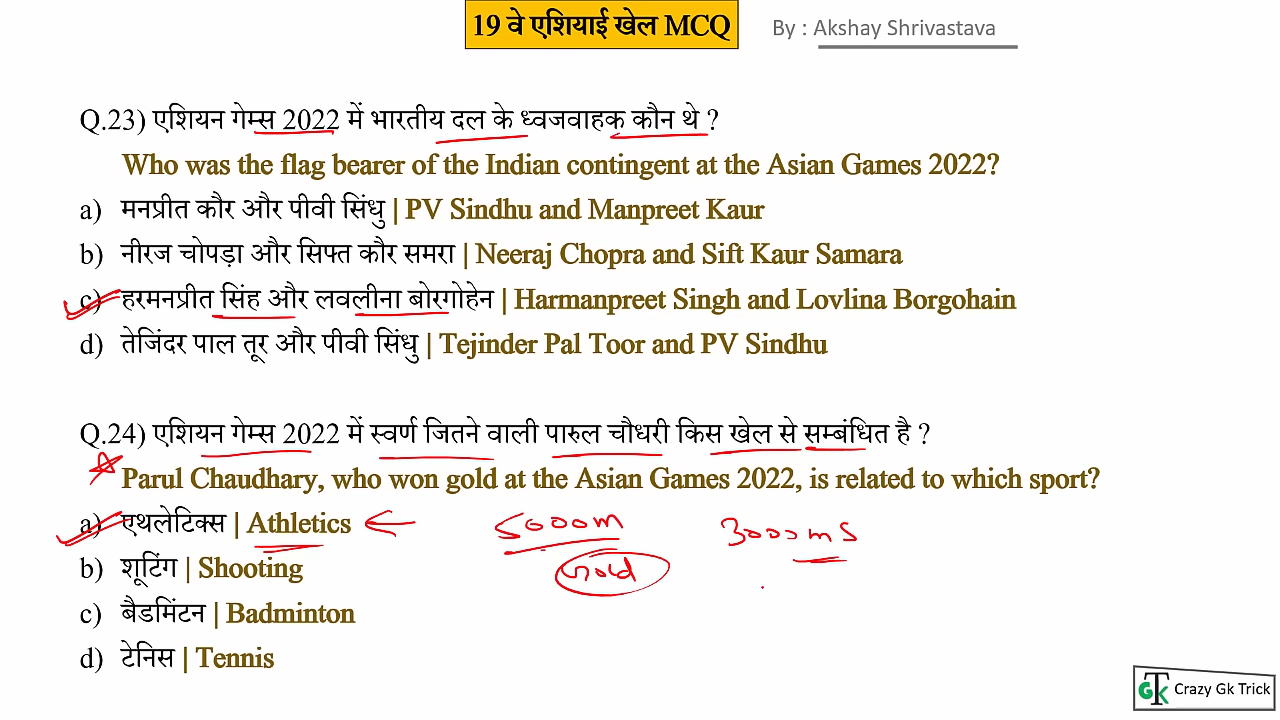 19 वे एशियाई खेल MCQ
By : Akshay Shrivastava
Q.23) एशियन गेम्स 2022 में भारतीय दल के ध्वजवाहक कौन थे ?
Who was the flag bearer of the Indian contingent at the Asian Games 2022?
a) मनप्रीत कौर और पीवी सिंधु | PV Sindhu and Manpreet Kaur
b) नीरज चोपड़ा और सिफ्त कौर समरा | Neeraj Chopra and Sift Kaur Samara
c) हरमनप्रीत सिंह और लवलीना बोरगोहेन | Harmanpreet Singh and Lovlina Borgohain
d) तेजिंदर पाल तूर और पीवी सिंधु | Tejinder Pal Toor and PV Sindhu
Q.24) एशियन गेम्स 2022 में स्वर्ण जितने वाली पारुल चौधरी किस खेल से सम्बंधित है ?
Parul Chaudhary, who won gold at the Asian Games 2022, is related to which sport?
a) एथलेटिक्स | Athletics
5000m
3000ms
b) शूटिंग | Shooting
Gold
c) बैडमिंटन | Badminton
d) टेनिस | Tennis
GTK Crazy Gk Trick